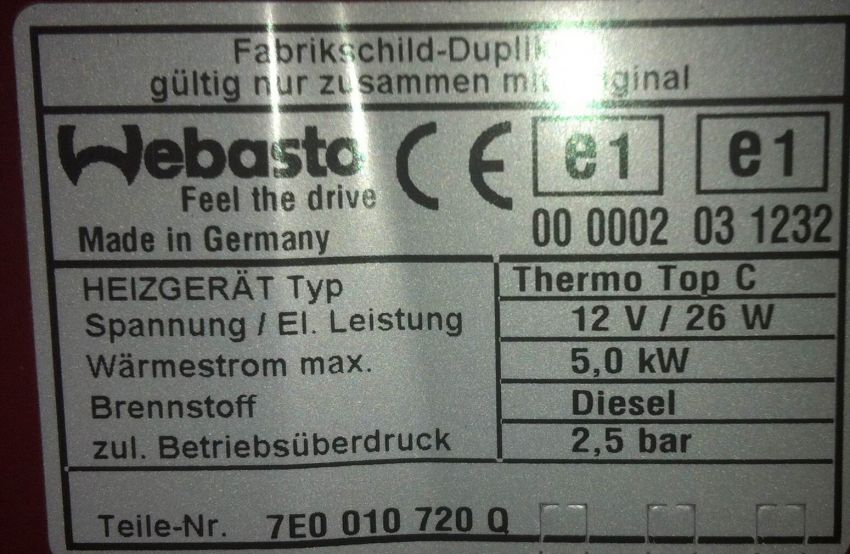 Fabrikschild-Dupli
gültig nur zusammen mit Original
Webasto
Feel the drive
Made in Germany
CE
e1
00 0002
e1
03 1232
HEIZGERÄT Typ Thermo Top C
Spannung / El. Leistung 12 V / 26 W
Wärmestrom max. 5,0 kW
Brennstoff Diesel
zul. Betriebsüberdruck 2,5 bar
Teile-Nr. 7E0 010 720 Q